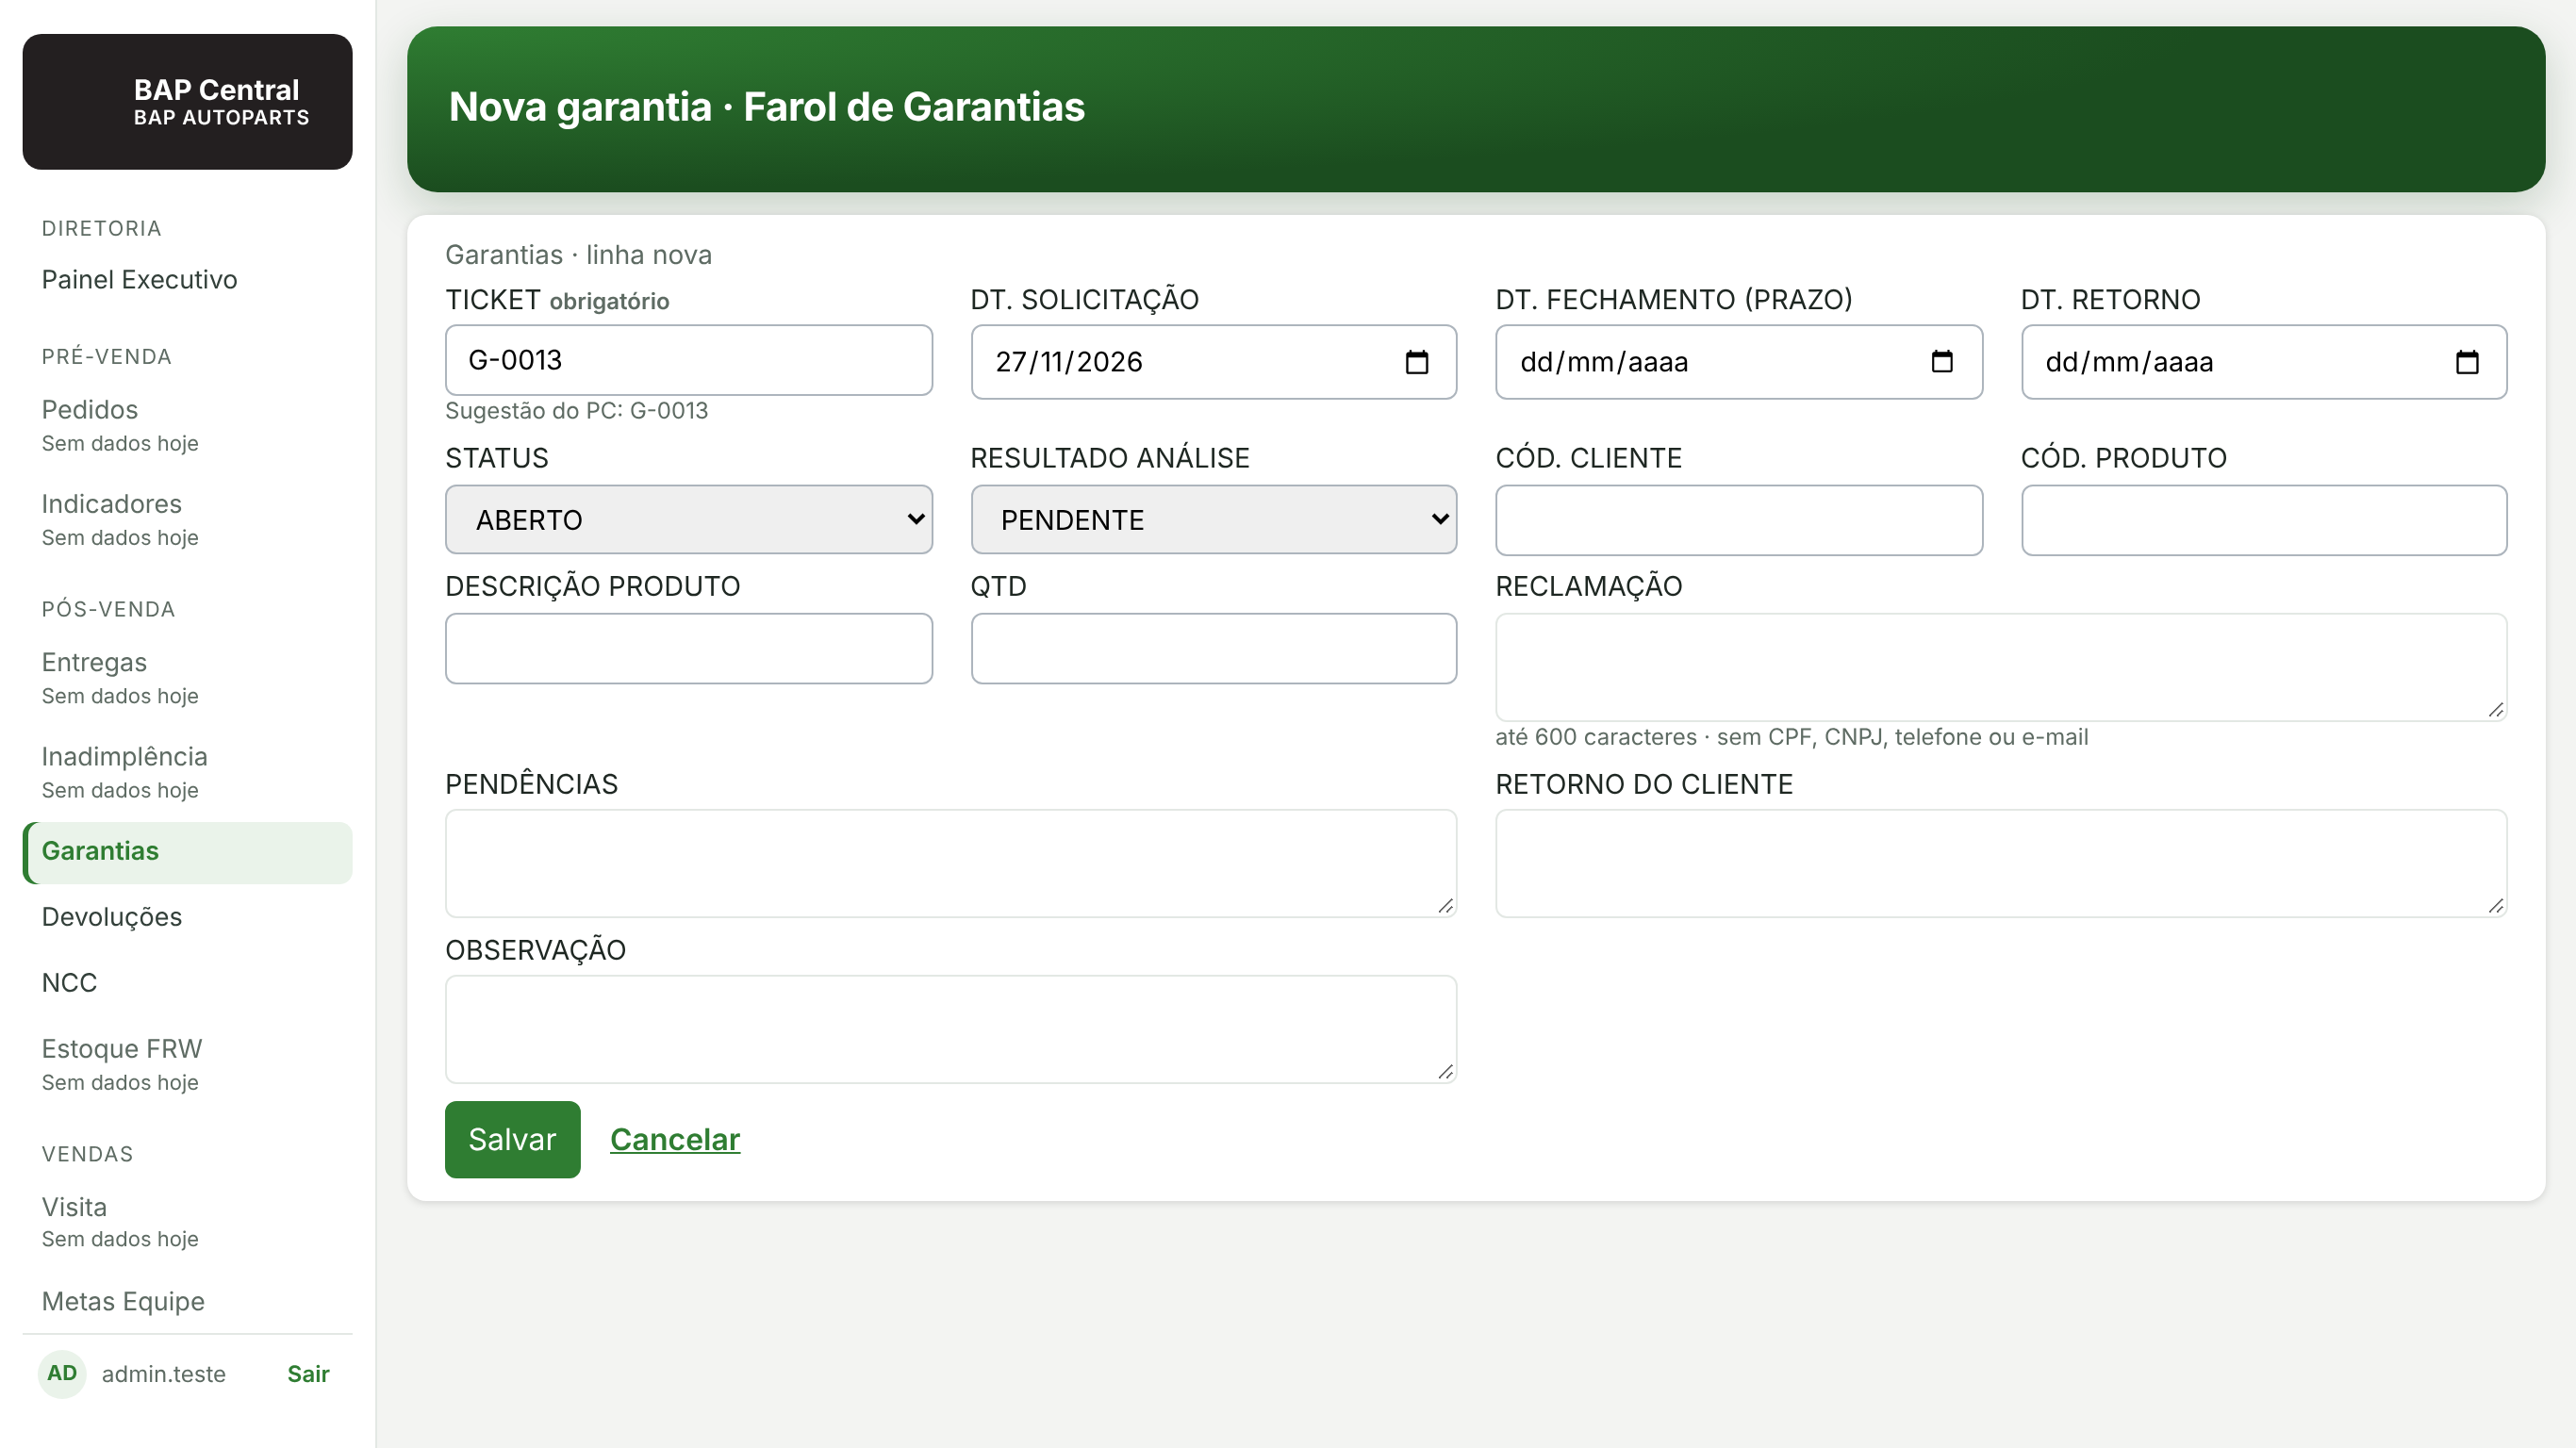 BAP Central
BAP AUTOPARTS
DIRETORIA
Painel Executivo
PRÉ-VENDA
Pedidos
Sem dados hoje
Indicadores
Sem dados hoje
PÓS-VENDA
Entregas
Sem dados hoje
Inadimplência
Sem dados hoje
Garantias
Devoluções
NCC
Estoque FRW
Sem dados hoje
VENDAS
Visita
Sem dados hoje
Metas Equipe
AD admin.teste Sair
Nova garantia · Farol de Garantias
Garantias · linha nova
TICKET obrigatório
G-0013
Sugestão do PC: G-0013
DT. SOLICITAÇÃO
27/11/2026
DT. FECHAMENTO (PRAZO)
dd/mm/aaaa
DT. RETORNO
dd/mm/aaaa
STATUS
ABERTO
RESULTADO ANÁLISE
PENDENTE
CÓD. CLIENTE
CÓD. PRODUTO
DESCRIÇÃO PRODUTO
QTD
RECLAMAÇÃO
até 600 caracteres · sem CPF, CNPJ, telefone ou e-mail
PENDÊNCIAS
RETORNO DO CLIENTE
OBSERVAÇÃO
Salvar
Cancelar